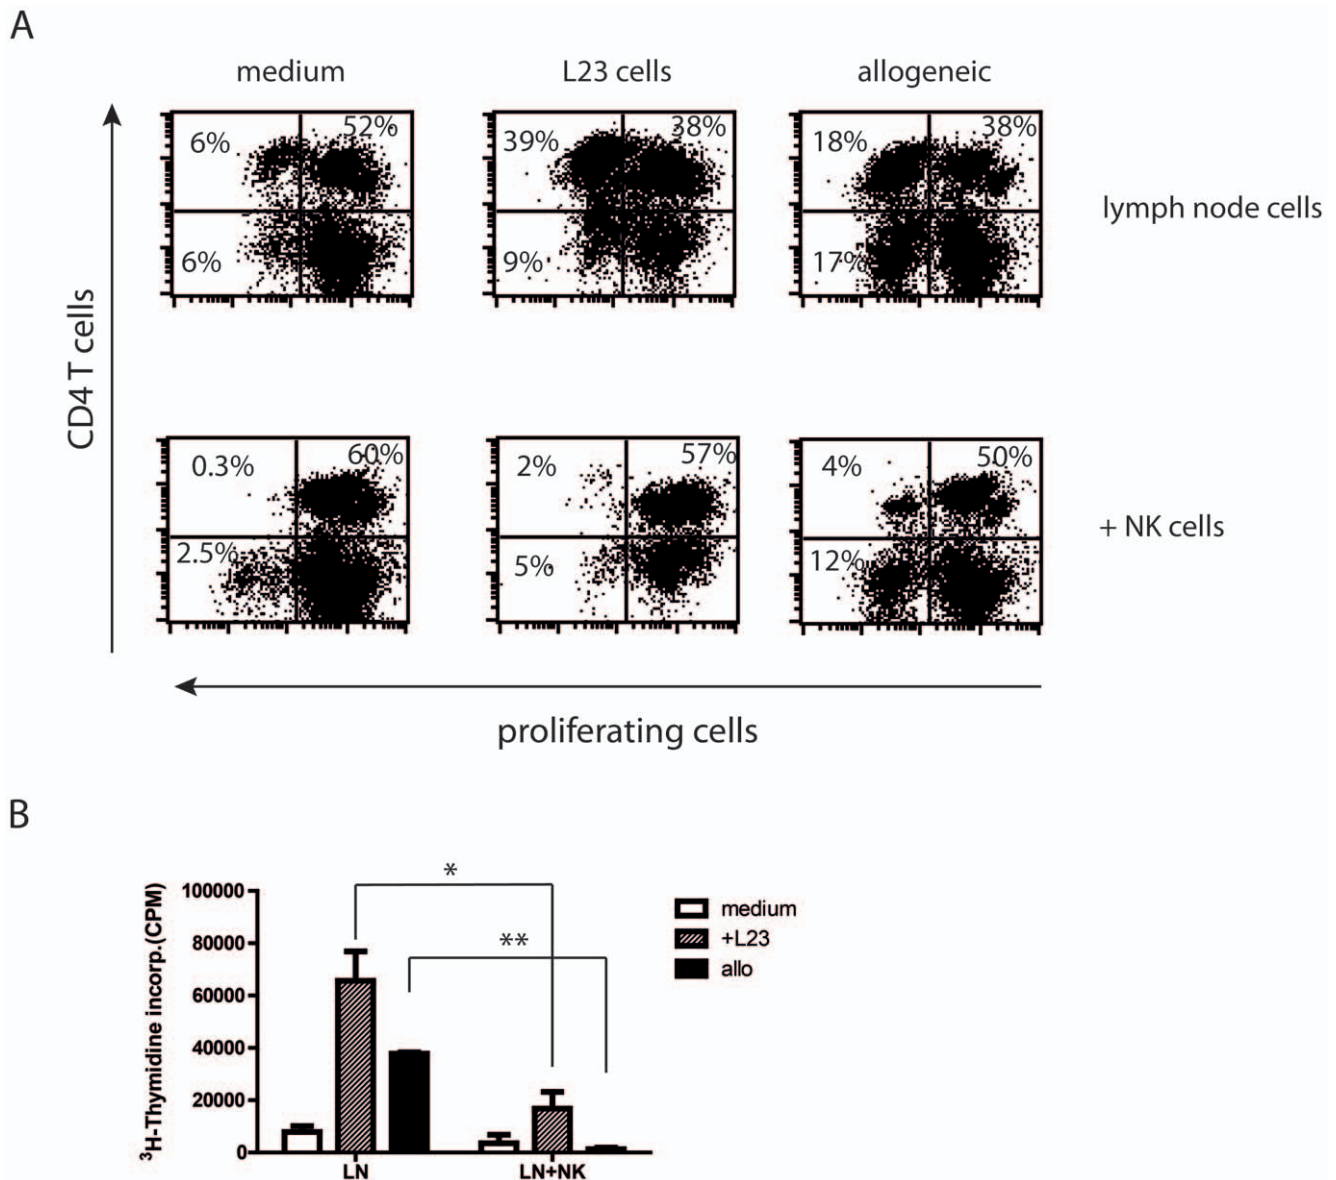 A
medium L23 cells allogeneic
6% 52% 39% 38% 18% 38%
lymph node cells
6% 9% 17%
CD4 T cells
0.3% 60% 2% 57% 4% 50%
+ NK cells
2.5% 5% 12%
proliferating cells
B
3H-Thymidine incorp.(CPM)
100000
80000
60000
40000
20000
0
*
**
medium
+L23
allo
LN LN+NK